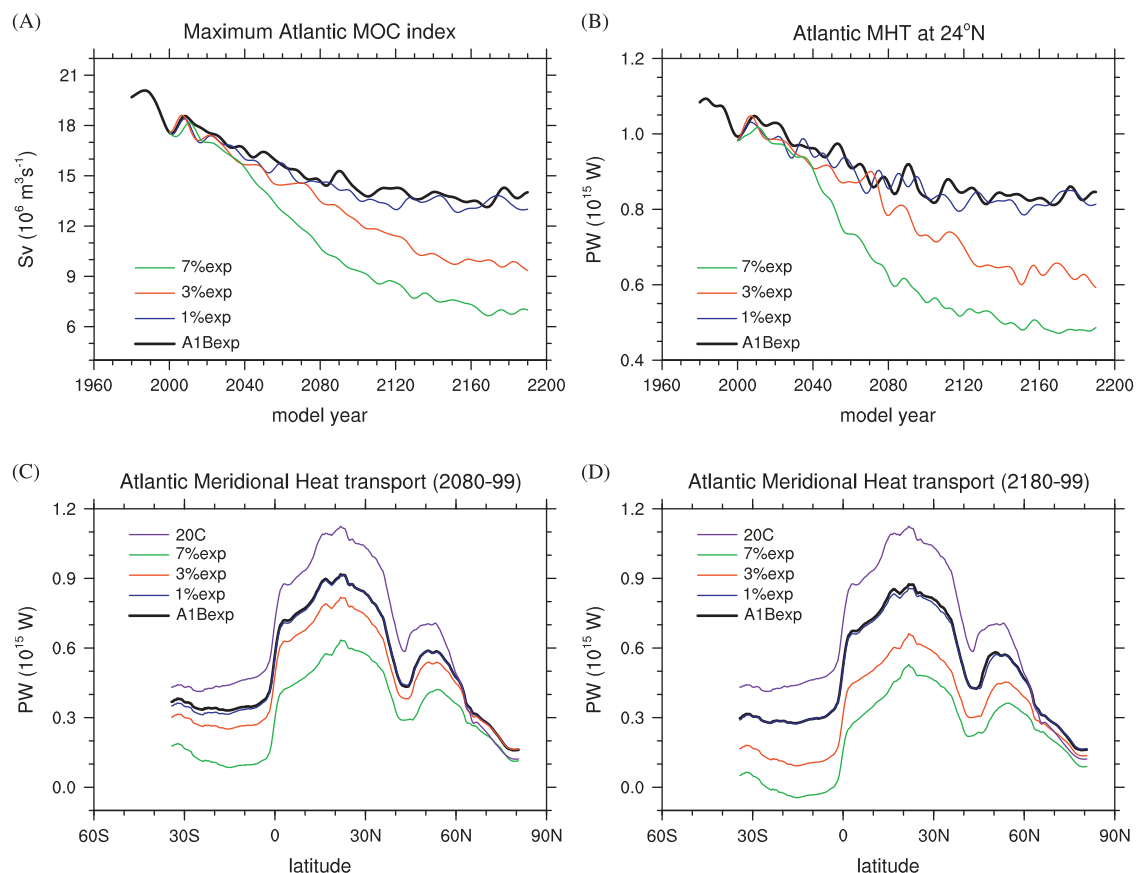 (A)
Maximum Atlantic MOC index
Sv (10⁶ m³s⁻¹)
21
18
15
12
9
6
7%exp
3%exp
1%exp
A1Bexp
1960 2000 2040 2080 2120 2160 2200
model year
(B)
Atlantic MHT at 24°N
PW (10¹⁵ W)
1.2
1.0
0.8
0.6
0.4
7%exp
3%exp
1%exp
A1Bexp
1960 2000 2040 2080 2120 2160 2200
model year
(C)
Atlantic Meridional Heat transport (2080-99)
PW (10¹⁵ W)
1.2
0.9
0.6
0.3
0.0
20C
7%exp
3%exp
1%exp
A1Bexp
60S 30S 0 30N 60N 90N
latitude
(D)
Atlantic Meridional Heat transport (2180-99)
PW (10¹⁵ W)
1.2
0.9
0.6
0.3
0.0
20C
7%exp
3%exp
1%exp
A1Bexp
60S 30S 0 30N 60N 90N
latitude